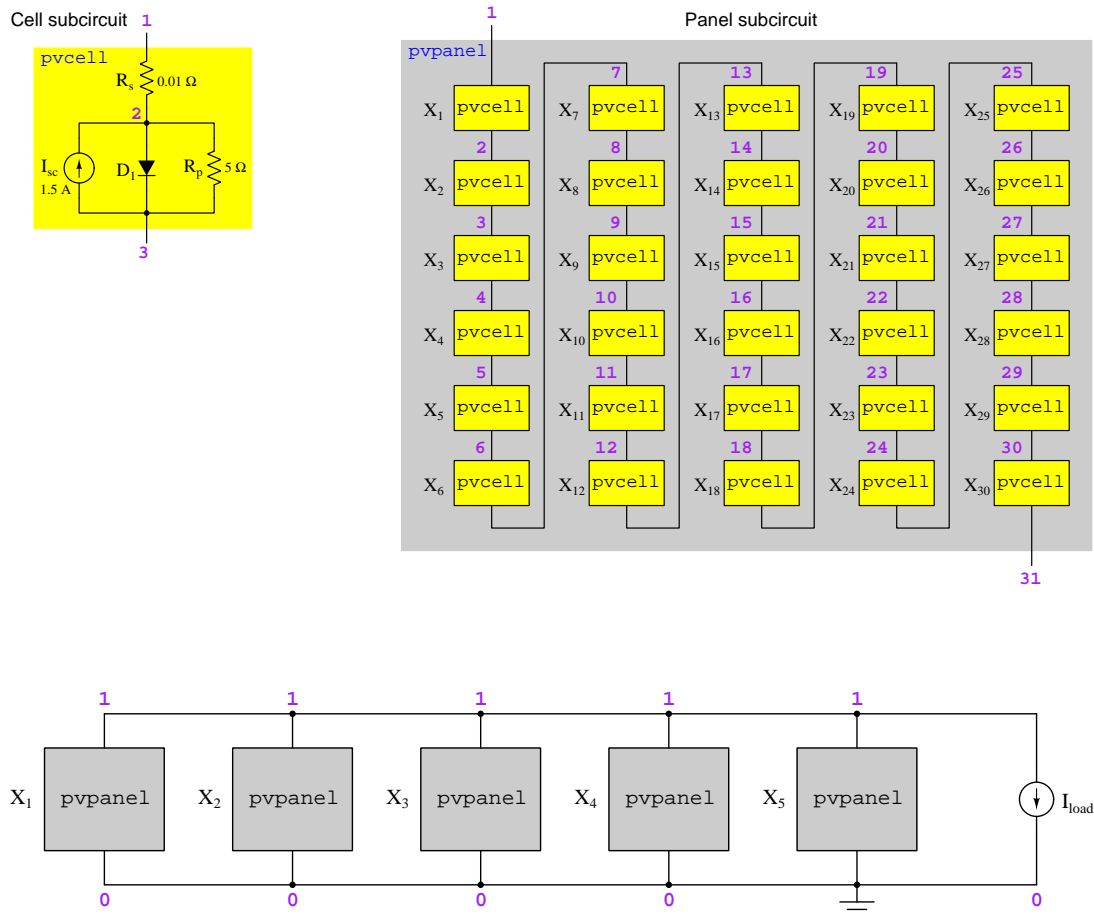 Cell subcircuit
1
pvcell
Rs 0.01 Ω
2
Isc
1.5 A
D1
Rp 5 Ω
3
Panel subcircuit
1
pvpanel
7 13 19 25
X1 pvcell X7 pvcell X13 pvcell X19 pvcell X25 pvcell
2 8 14 20 26
X2 pvcell X8 pvcell X14 pvcell X20 pvcell X26 pvcell
3 9 15 21 27
X3 pvcell X9 pvcell X15 pvcell X21 pvcell X27 pvcell
4 10 16 22 28
X4 pvcell X10 pvcell X16 pvcell X22 pvcell X28 pvcell
5 11 17 23 29
X5 pvcell X11 pvcell X17 pvcell X23 pvcell X29 pvcell
6 12 18 24 30
X6 pvcell X12 pvcell X18 pvcell X24 pvcell X30 pvcell
31
1 1 1 1 1
X1 pvpanel X2 pvpanel X3 pvpanel X4 pvpanel X5 pvpanel Iload
0 0 0 0 0